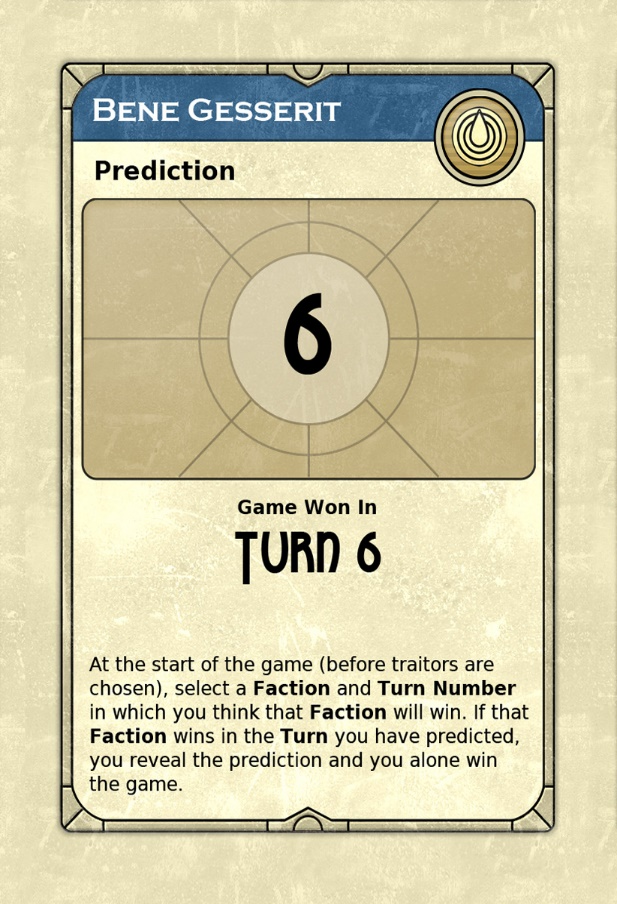 Bene Gesserit
Prediction
6
Game Won In
Turn 6
At the start of the game (before traitors are
chosen), select a Faction and Turn Number
in which you think that Faction will win. If that
Faction wins in the Turn you have predicted,
you reveal the prediction and you alone win
the game.